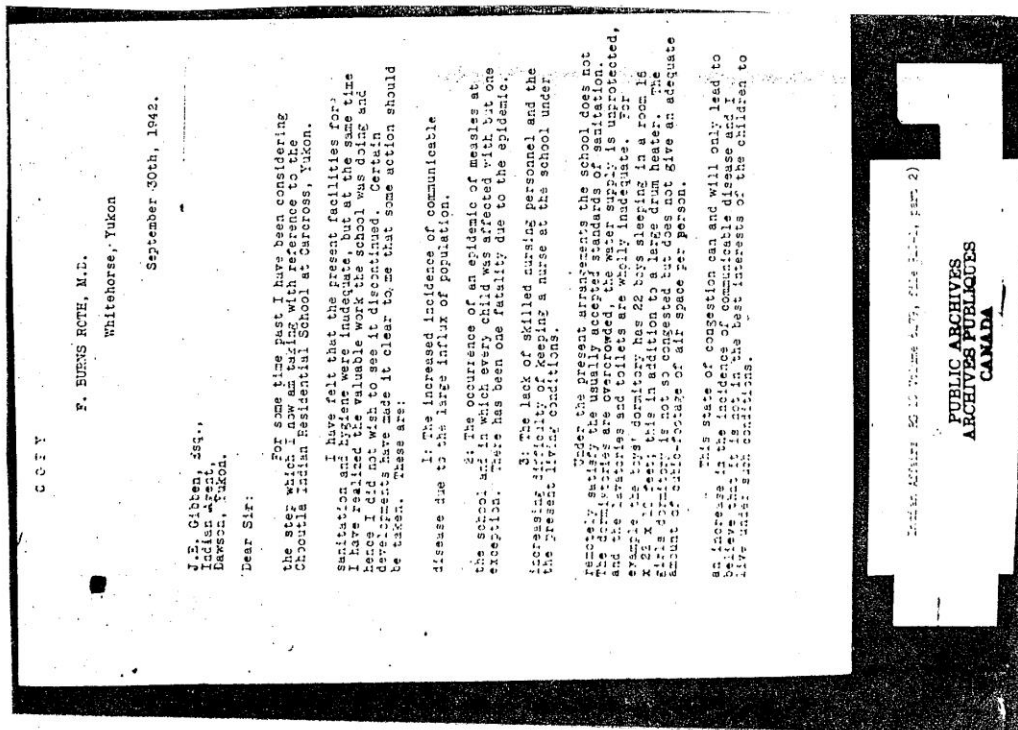 COPY
F. BURNS ROTH, M.D.
Whitehorse, Yukon
September 30th, 1942.
J.E. Gibben, Esq.,
Indian Agent,
Dawson, Yukon.
Dear Sir:
For some time past I have been considering
the step which I now am taking with reference to the
Chooutla Indian Residential School at Carcross, Yukon.
I have felt that the present facilities for
sanitation and hygiene were inadequate, but at the same time
I have realized the valuable work the school was doing and
hence I did not wish to see it discontinued. Certain
developments have made it clear to me that some action should
be taken. These are:
1: The increased incidence of communicable
disease due to the large influx of population.
2: The occurrence of an epidemic of measles at
the school and in which every child was affected with but one
exception. There has been one fatality due to the epidemic.
3: The lack of skilled nursing personnel and the
increasing difficulty of keeping a nurse at the school under
the present living conditions.
Under the present arrangements the school does not
remotely satisfy the usually accepted standards of sanitation.
The dormitories are overcrowded, the water supply is unprotected,
and the lavatories and toilets are wholly inadequate. For
example the boys' dormitory has 22 boys sleeping in a room 16
x 22 x feet; this in addition to a large drum heater. The
girls dormitory is not so congested but does not give an adequate
amount of cubic-footage of air space per person.
This state of congestion can and will only lead to
an increase in the incidence of communicable disease and I
believe that it is not in the best interests of the children to
live under such conditions.
Indian Affairs RG 10 Volume file part 2)
PUBLIC ARCHIVES
ARCHIVES PUBLIQUES
CANADA